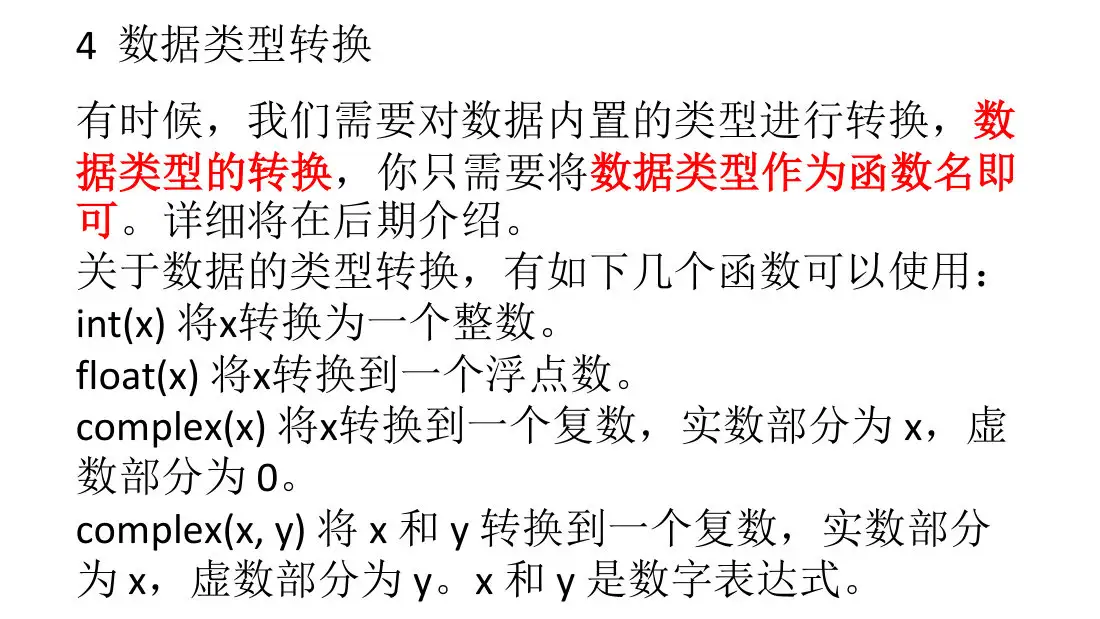 4 数据类型转换
有时候，我们需要对数据内置的类型进行转换，数
据类型的转换，你只需要将数据类型作为函数名即
可。详细将在后期介绍。
关于数据的类型转换，有如下几个函数可以使用：
int(x) 将x转换为一个整数。
float(x) 将x转换到一个浮点数。
complex(x) 将x转换到一个复数，实数部分为 x，虚
数部分为 0。
complex(x, y) 将 x 和 y 转换到一个复数，实数部分
为 x，虚数部分为 y。x 和 y 是数字表达式。